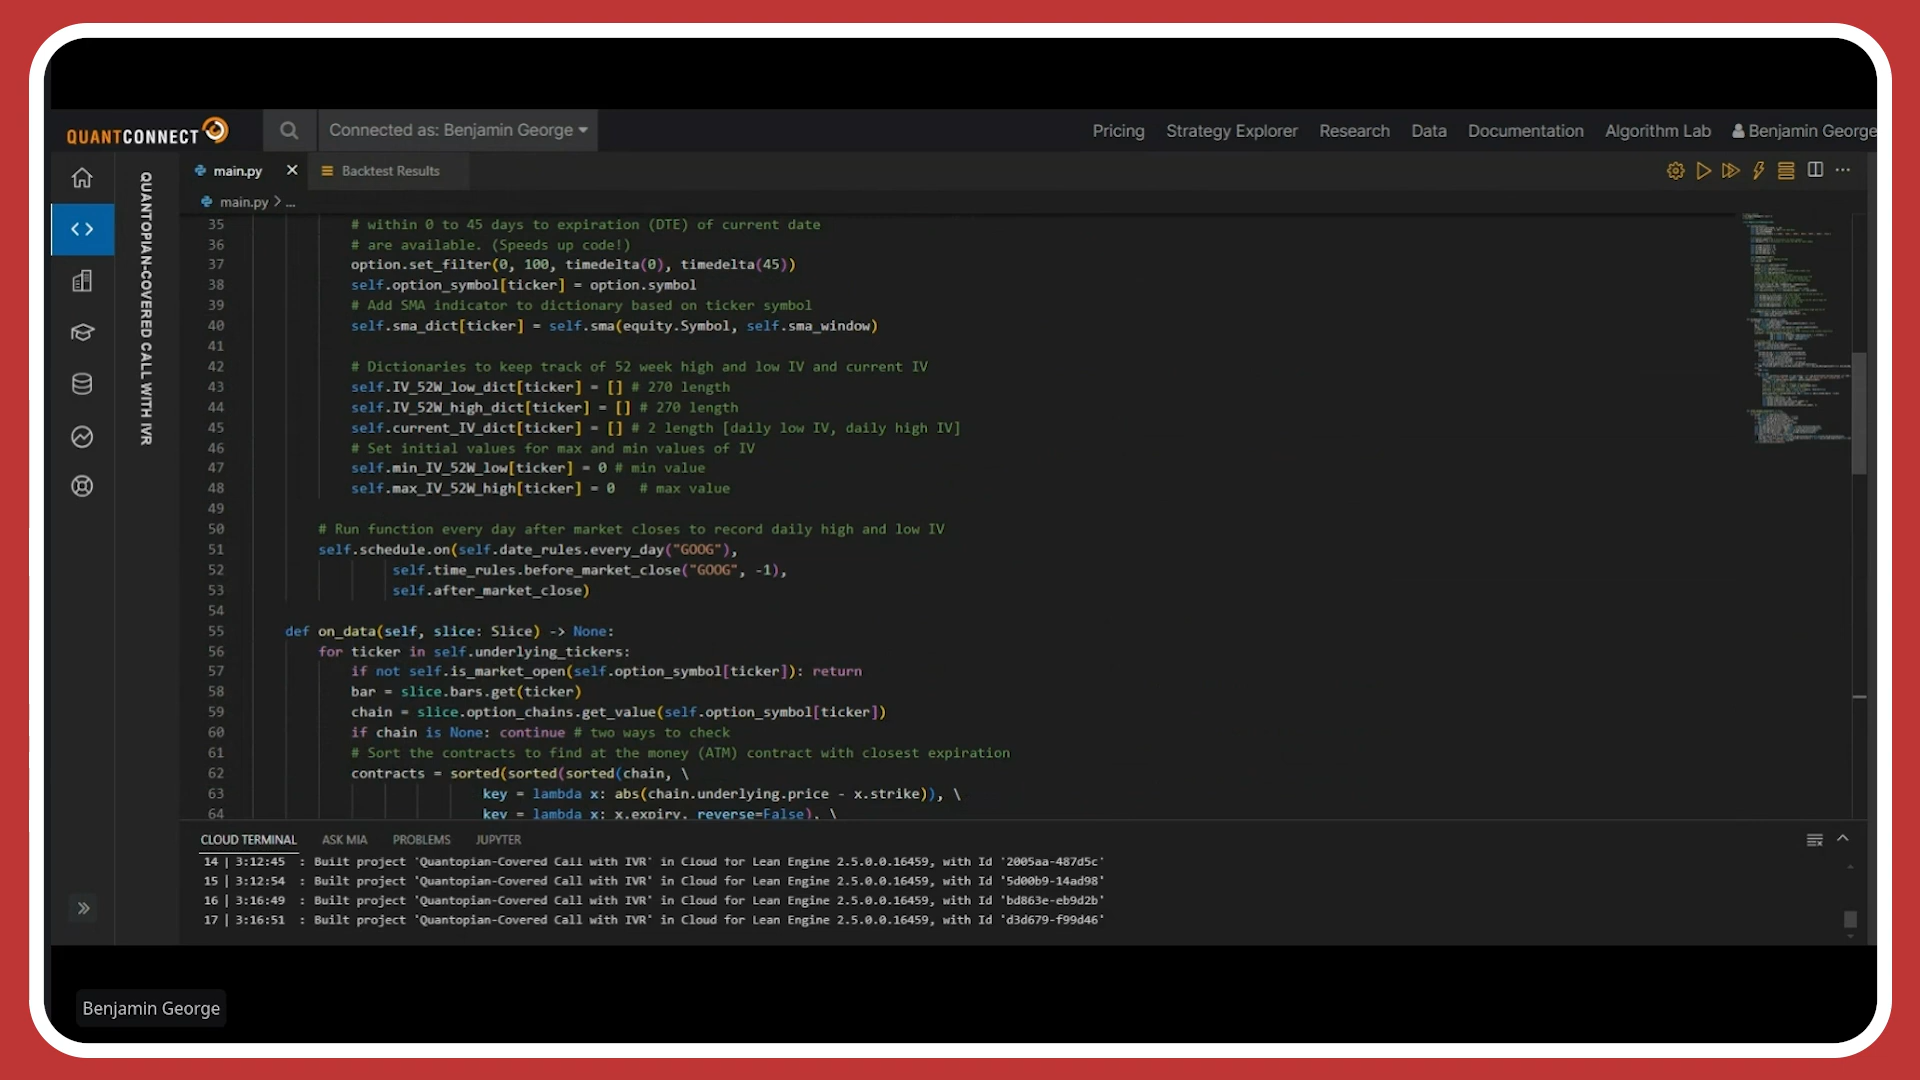 QUANTCONNECT
Connected as: Benjamin George
Pricing
Strategy Explorer
Research
Data
Documentation
Algorithm Lab
Benjamin George
QUANTOPIAN-COVERED CALL WITH IVR
main.py
Backtest Results
main.py > ...
35 # within 0 to 45 days to expiration (DTE) of current date
36 # are available. (Speeds up code!)
37 option.set_filter(0, 100, timedelta(0), timedelta(45))
38 self.option_symbol[ticker] = option.symbol
39 # Add SMA indicator to dictionary based on ticker symbol
40 self.sma_dict[ticker] = self.sma(equity.Symbol, self.sma_window)
41
42 # Dictionaries to keep track of 52 week high and low IV and current IV
43 self.IV_52W_low_dict[ticker] = [] # 270 length
44 self.IV_52W_high_dict[ticker] = [] # 270 length
45 self.current_IV_dict[ticker] = [] # 2 length [daily low IV, daily high IV]
46 # Set initial values for max and min values of IV
47 self.min_IV_52W_low[ticker] = 0 # min value
48 self.max_IV_52W_high[ticker] = 0 # max value
49
50 # Run function every day after market closes to record daily high and low IV
51 self.schedule.on(self.date_rules.every_day("GOOG"),
52 self.time_rules.before_market_close("GOOG", -1),
53 self.after_market_close)
54
55 def on_data(self, slice: Slice) -> None:
56 for ticker in self.underlying_tickers:
57 if not self.is_market_open(self.option_symbol[ticker]): return
58 bar = slice.bars.get(ticker)
59 chain = slice.option_chains.get_value(self.option_symbol[ticker])
60 if chain is None: continue # two ways to check
61 # Sort the contracts to find at the money (ATM) contract with closest expiration
62 contracts = sorted(sorted(sorted(chain, \
63 key = lambda x: abs(chain.underlying.price - x.strike)), \
64 key = lambda x: x.expiry, reverse=False), \
CLOUD TERMINAL
ASK MIA
PROBLEMS
JUPYTER
14 | 3:12:45 : Built project 'Quantopian-Covered Call with IVR' in Cloud for Lean Engine 2.5.0.0.16459, with Id '2005aa-487d5c'
15 | 3:12:54 : Built project 'Quantopian-Covered Call with IVR' in Cloud for Lean Engine 2.5.0.0.16459, with Id '5d00b9-14ad98'
16 | 3:16:49 : Built project 'Quantopian-Covered Call with IVR' in Cloud for Lean Engine 2.5.0.0.16459, with Id 'bd863e-eb9d2b'
17 | 3:16:51 : Built project 'Quantopian-Covered Call with IVR' in Cloud for Lean Engine 2.5.0.0.16459, with Id 'd3d679-f99d46'
Benjamin George